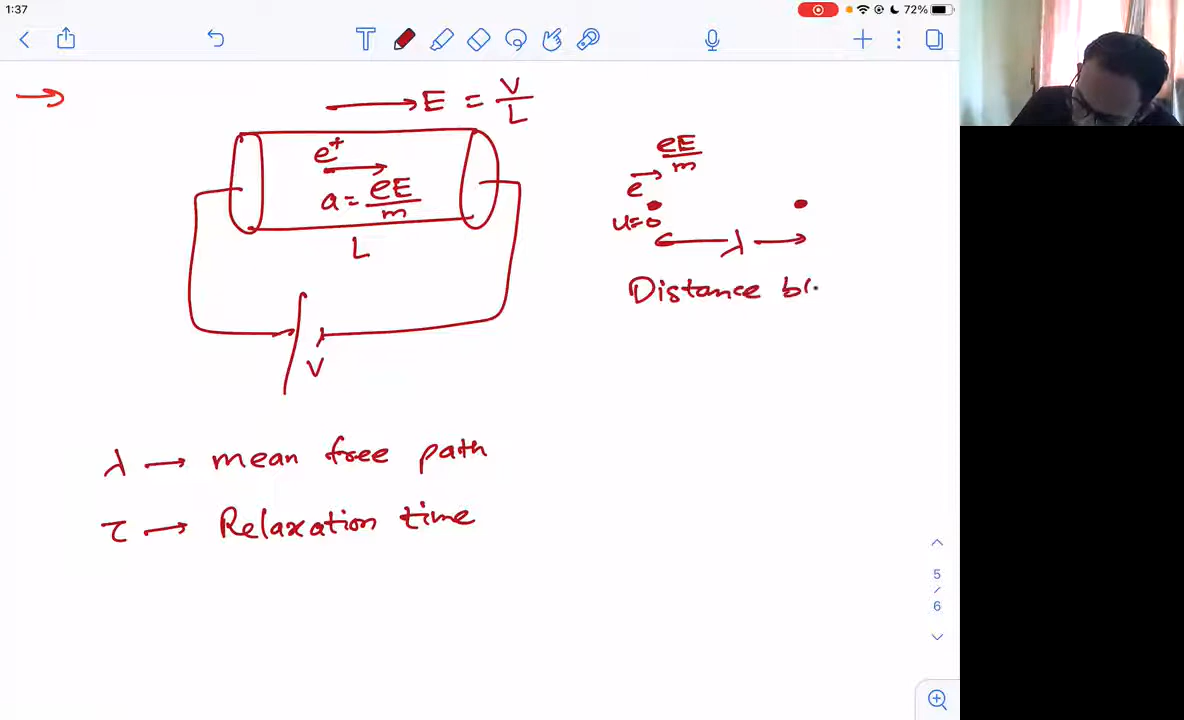 1:37
72%
E = V/L
e+
a = eE/m
L
V
eE/m
e
u=0
λ
Distance b/
λ → mean free path
τ → Relaxation time
5
/
6